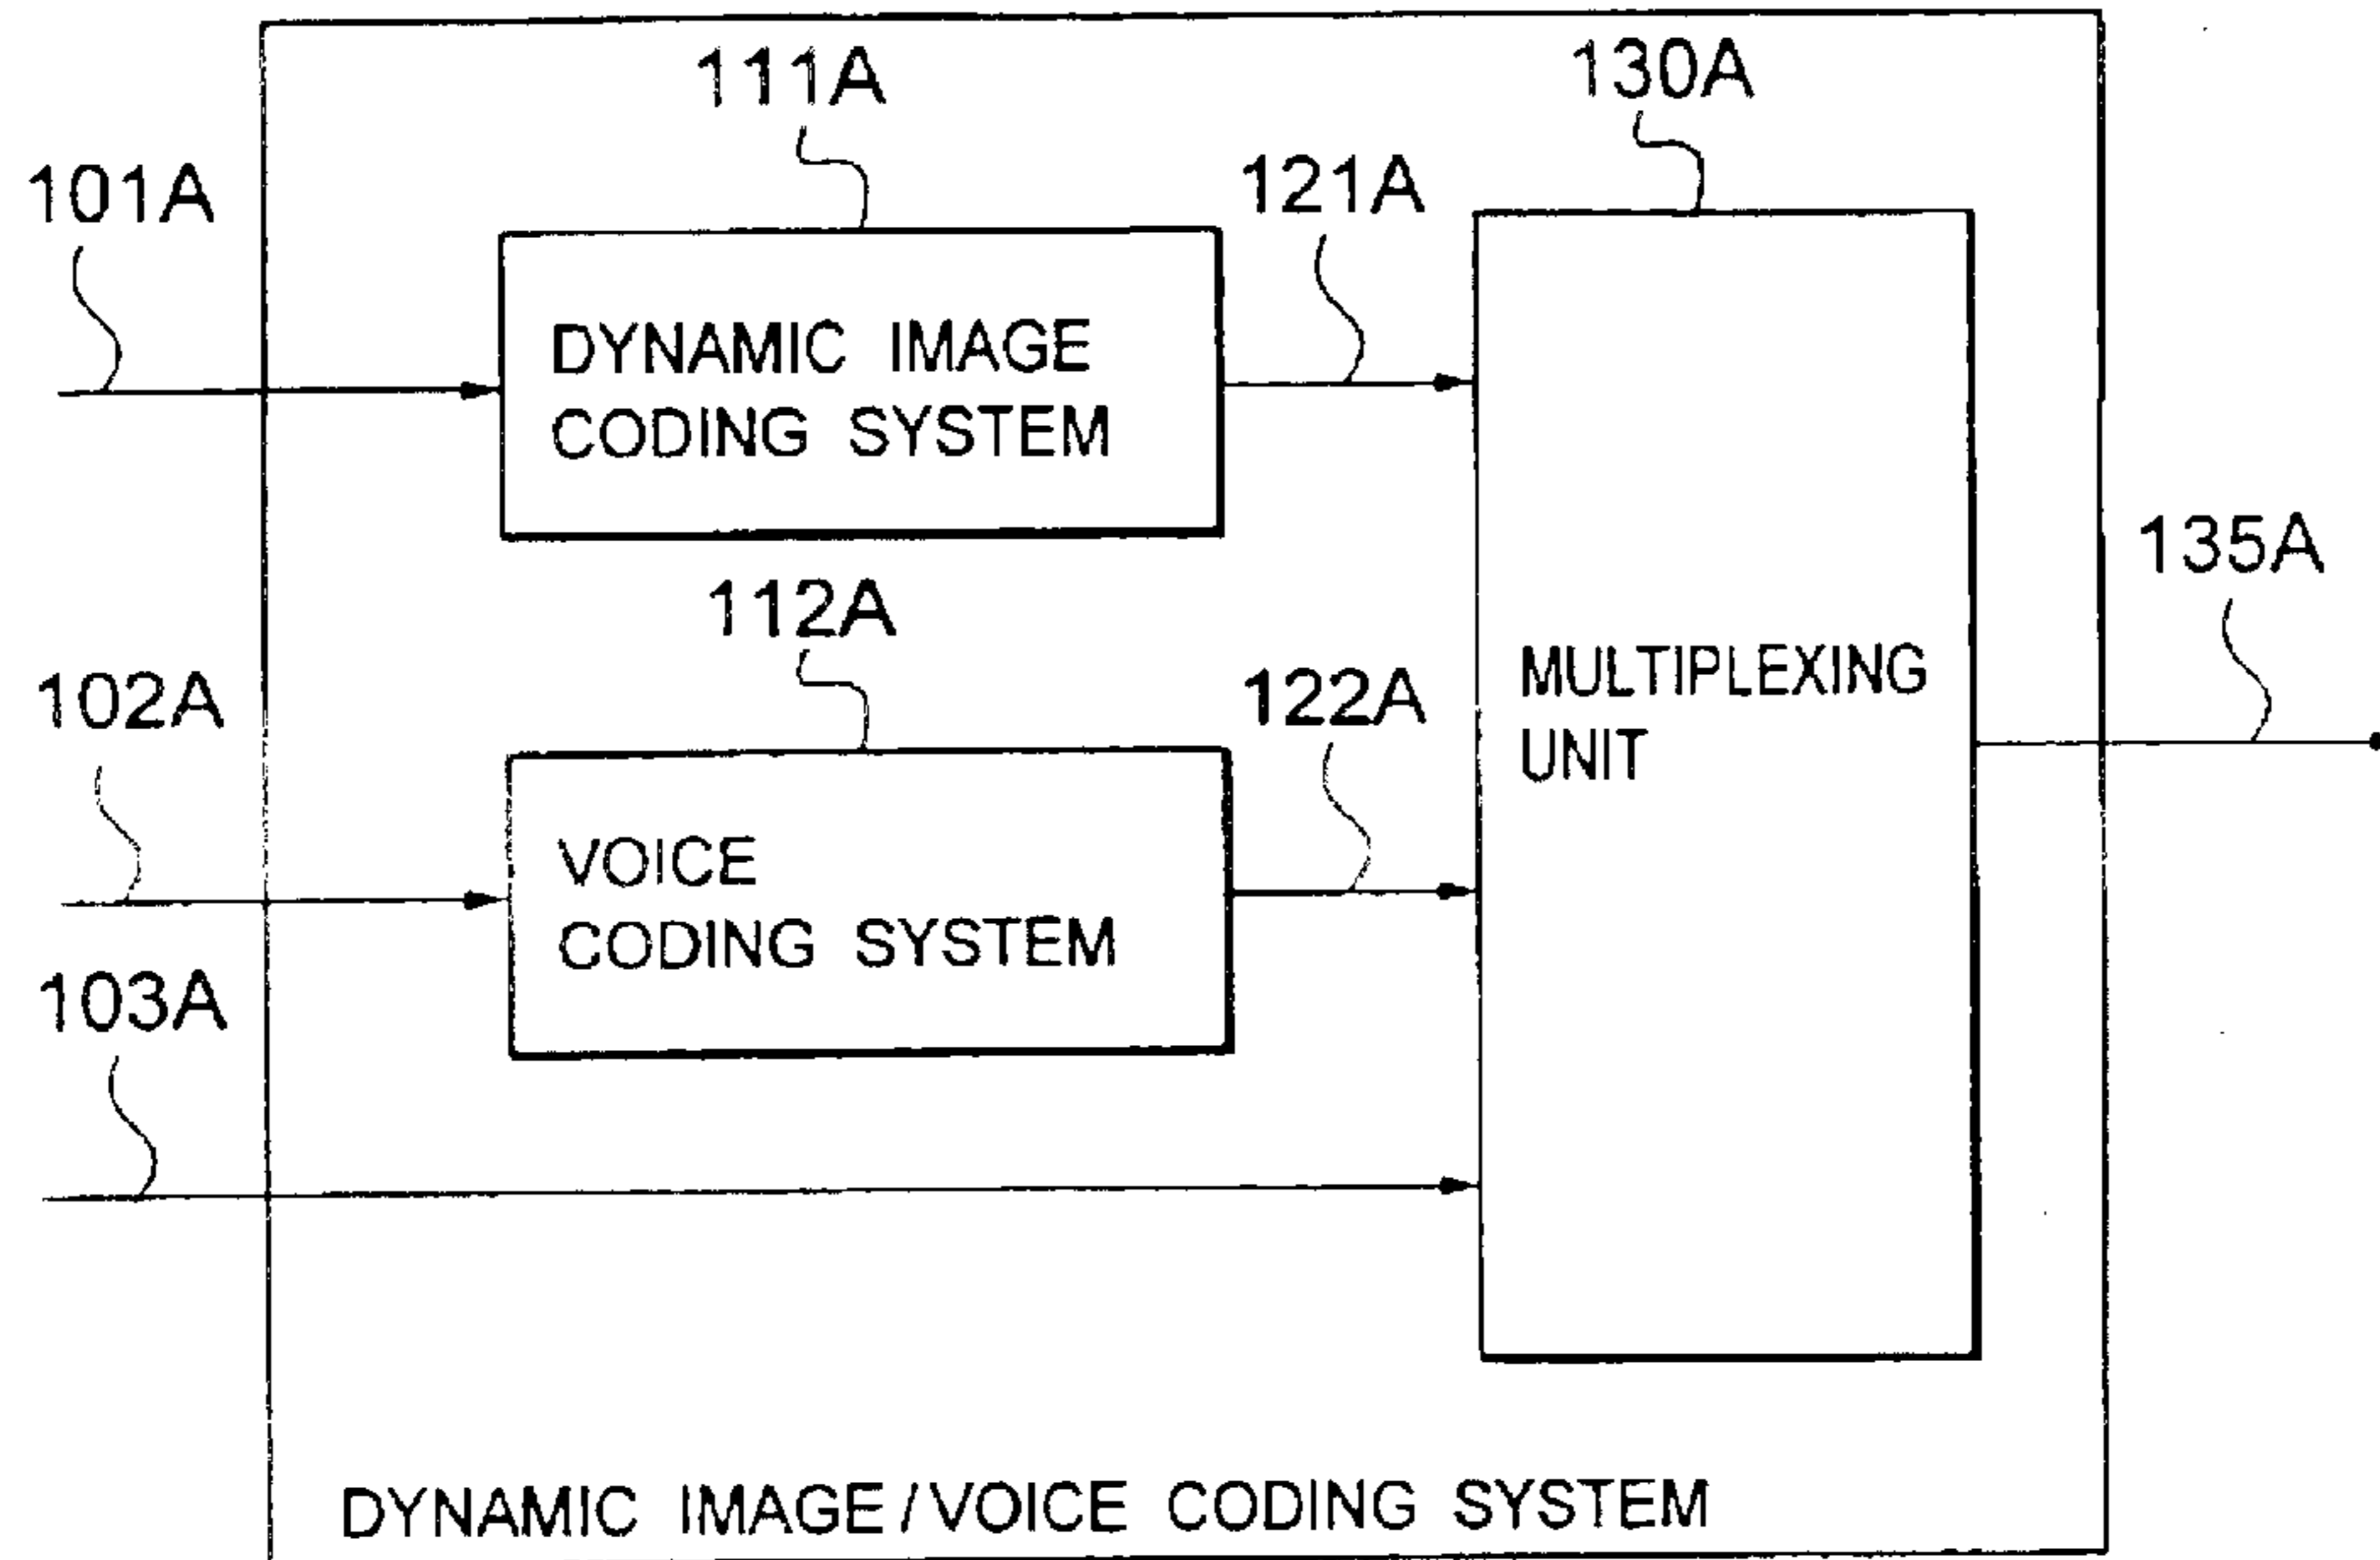 111A
130A
101A
121A
DYNAMIC IMAGE
CODING SYSTEM
135A
112A
102A
122A
MULTIPLEXING
UNIT
VOICE
CODING SYSTEM
103A
DYNAMIC IMAGE/VOICE CODING SYSTEM